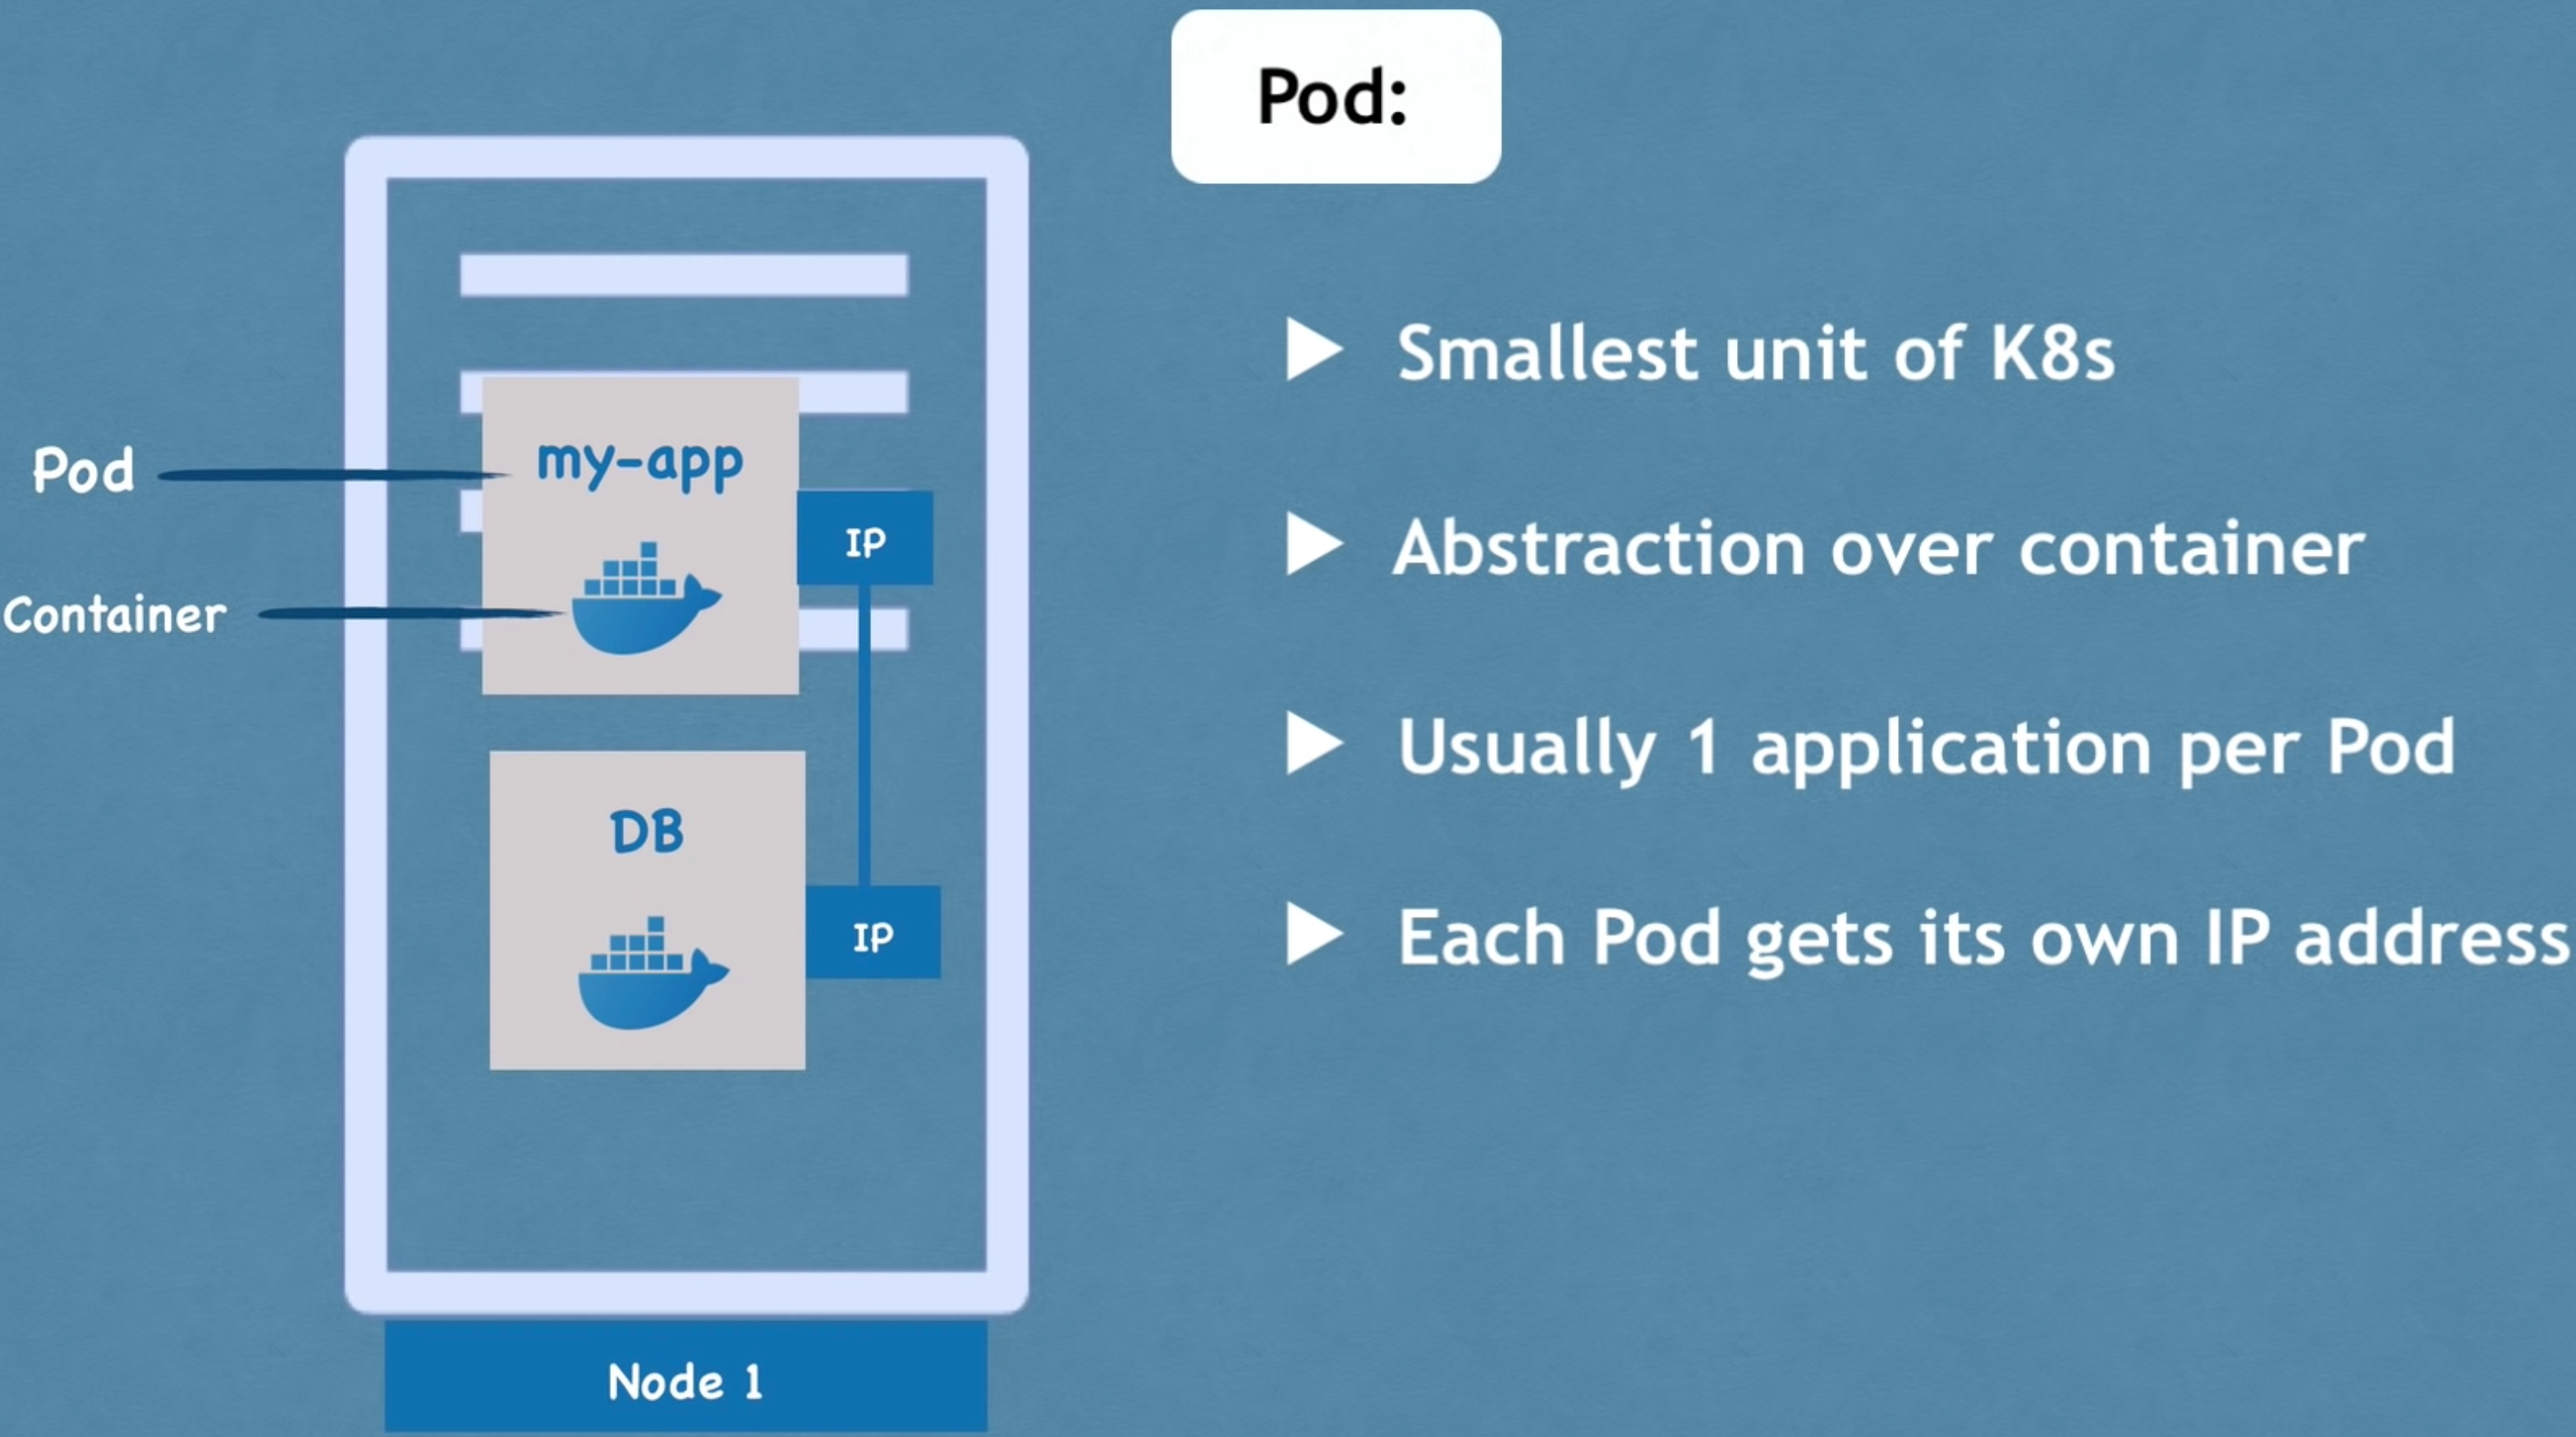 Pod:
Smallest unit of K8s
Abstraction over container
Usually 1 application per Pod
Each Pod gets its own IP address
Pod
Container
my-app
IP
DB
IP
Node 1